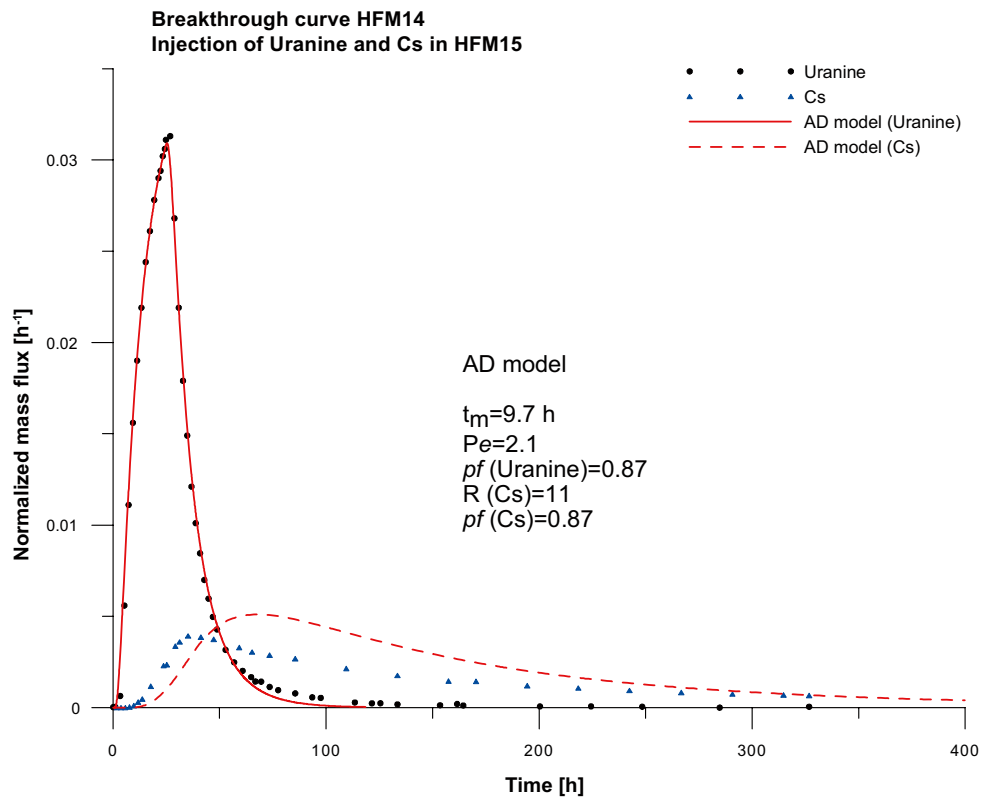 Breakthrough curve HFM14
Injection of Uranine and Cs in HFM15
Uranine
Cs
AD model (Uranine)
AD model (Cs)
0.03
0.02
0.01
0
Normalized mass flux [h-1]
AD model
tm=9.7 h
Pe=2.1
pf (Uranine)=0.87
R (Cs)=11
pf (Cs)=0.87
0
100
200
300
400
Time [h]